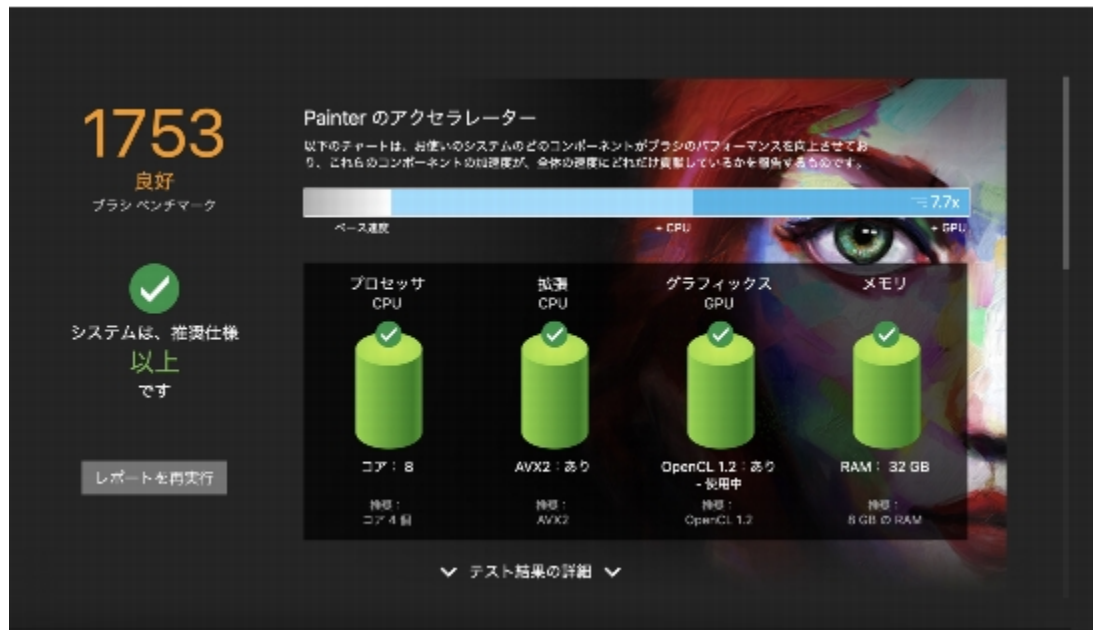 1753
良好
ブラシ ベンチマーク
システムは、推奨仕様
以上
です
レポートを再実行
Painter のアクセラレーター
以下のチャートは、お使いのシステムのどのコンポーネントがブラシのパフォーマンスを向上させてお
り、これらのコンポーネントの加速度が、全体の速度にどれだけ貢献しているかを報告するものです。
7.7x
ベース速度
+ CPU
+ GPU
プロセッサ
CPU
コア： 8
推奨：
コア 4 個
拡張
CPU
AVX2：あり
推奨：
AVX2
グラフィックス
GPU
OpenCL 1.2：あり
- 使用中
推奨：
OpenCL 1.2
メモリ
RAM： 32 GB
推奨：
8 GB の RAM
テスト結果の詳細